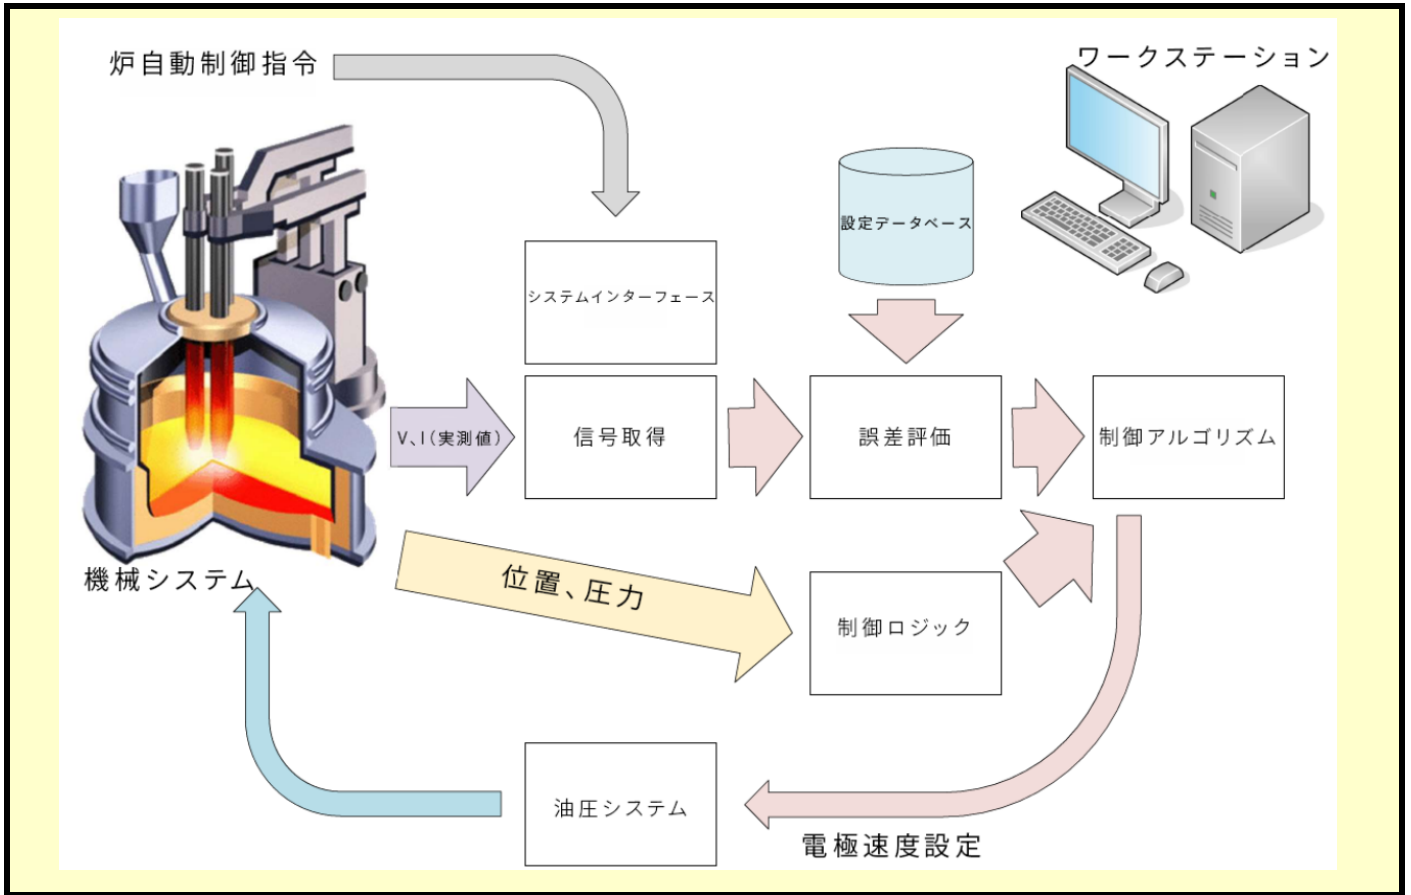 炉自動制御指令
ワークステーション
設定データベース
システムインターフェース
V、I(実測値)
信号取得
誤差評価
制御アルゴリズム
機械システム
位置、圧力
制御ロジック
油圧システム
電極速度設定